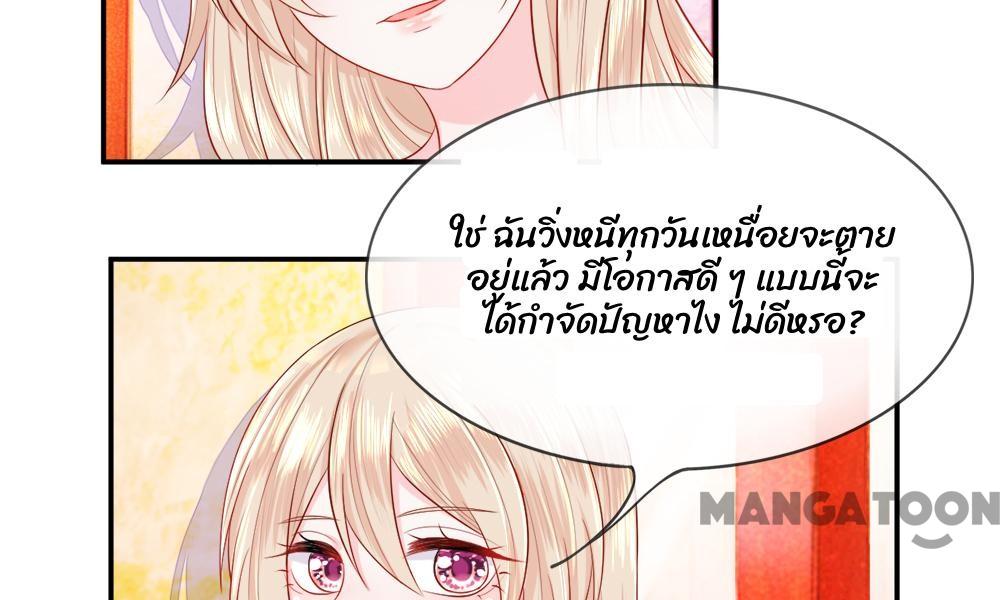 ใช่ ฉันวิ่งหนีทุกวันเหนื่อยจะตาย
อยู่แล้ว มีโอกาสดี ๆ แบบนี้จะ
ได้กำจัดปัญหาไง ไม่ดีหรอ?
MANGATOON